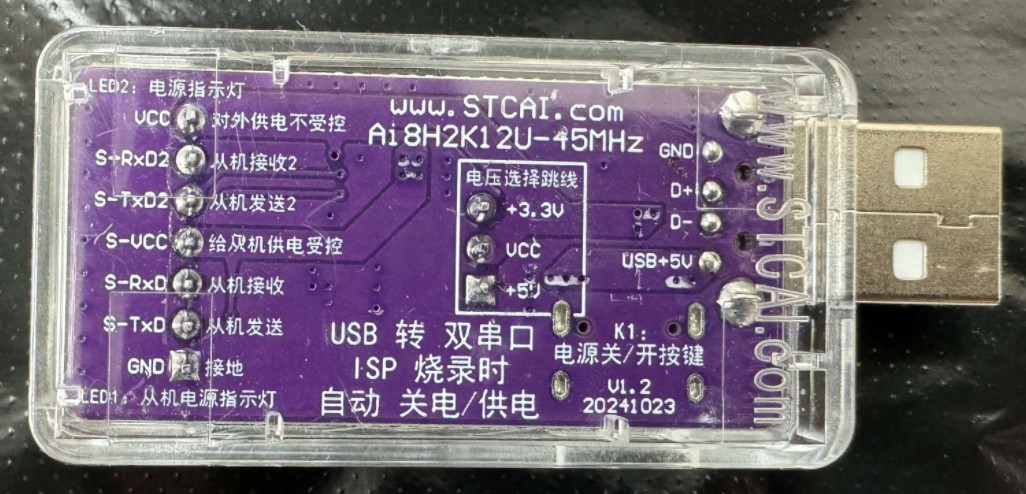 LED2: 电源指示灯
VCC 对外供电不受控
S-RxD2 从机接收2
S-TxD2 从机发送2
S-VCC 给从机供电受控
S-RxD 从机接收
S-TxD 从机发送
GND 接地
LED1: 从机电源指示灯
www.STCAI.com
Ai8H2K12U-45MHz
电压选择跳线
+3.3V
VCC
+5V
USB 转 双串口
ISP 烧录时
自动 关电/供电
GND
D+
D-
USB+5V
K1:
电源关/开按键
V1.2
20241023
www.STCAI.com